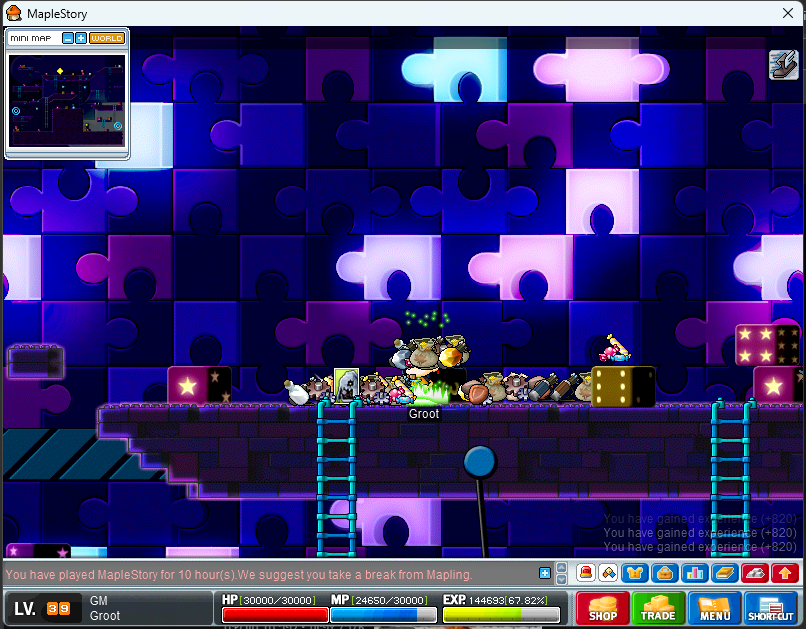 MapleStory
MINI MAP
WORLD
Groot
You have gained experience (+820)
You have gained experience (+820)
You have gained experience (+820)
You have played MapleStory for 10 hour(s).We suggest you take a break from Mapling.
LV. 39
GM
Groot
HP[30000/30000] MP[24650/30000] EXP 144693[67.82%]
SHOP
TRADE
MENU
SHORTCUT